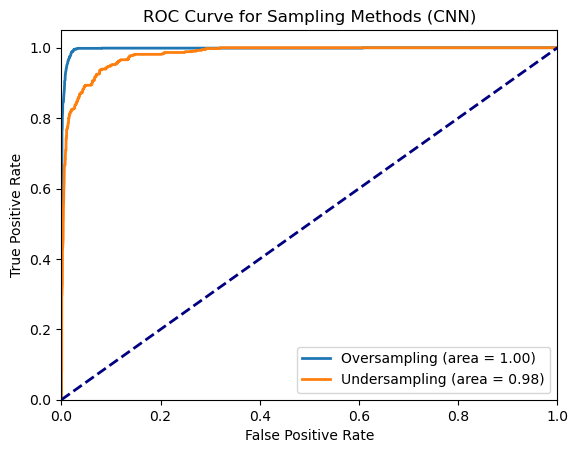 ROC Curve for Sampling Methods (CNN)
True Positive Rate
1.0
0.8
0.6
0.4
0.2
0.0
Oversampling (area = 1.00)
Undersampling (area = 0.98)
0.0 0.2 0.4 0.6 0.8 1.0
False Positive Rate